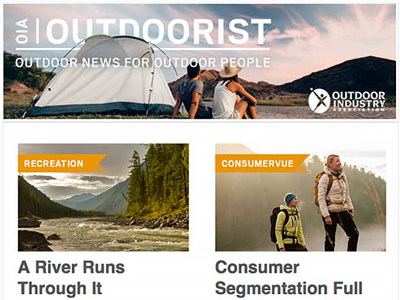 OIA | OUTDOORIST
OUTDOOR NEWS FOR OUTDOOR PEOPLE
OUTDOOR
INDUSTRY
ASSOCIATION
RECREATION
CONSUMERVUE
A River Runs
Through It
Consumer
Segmentation Full